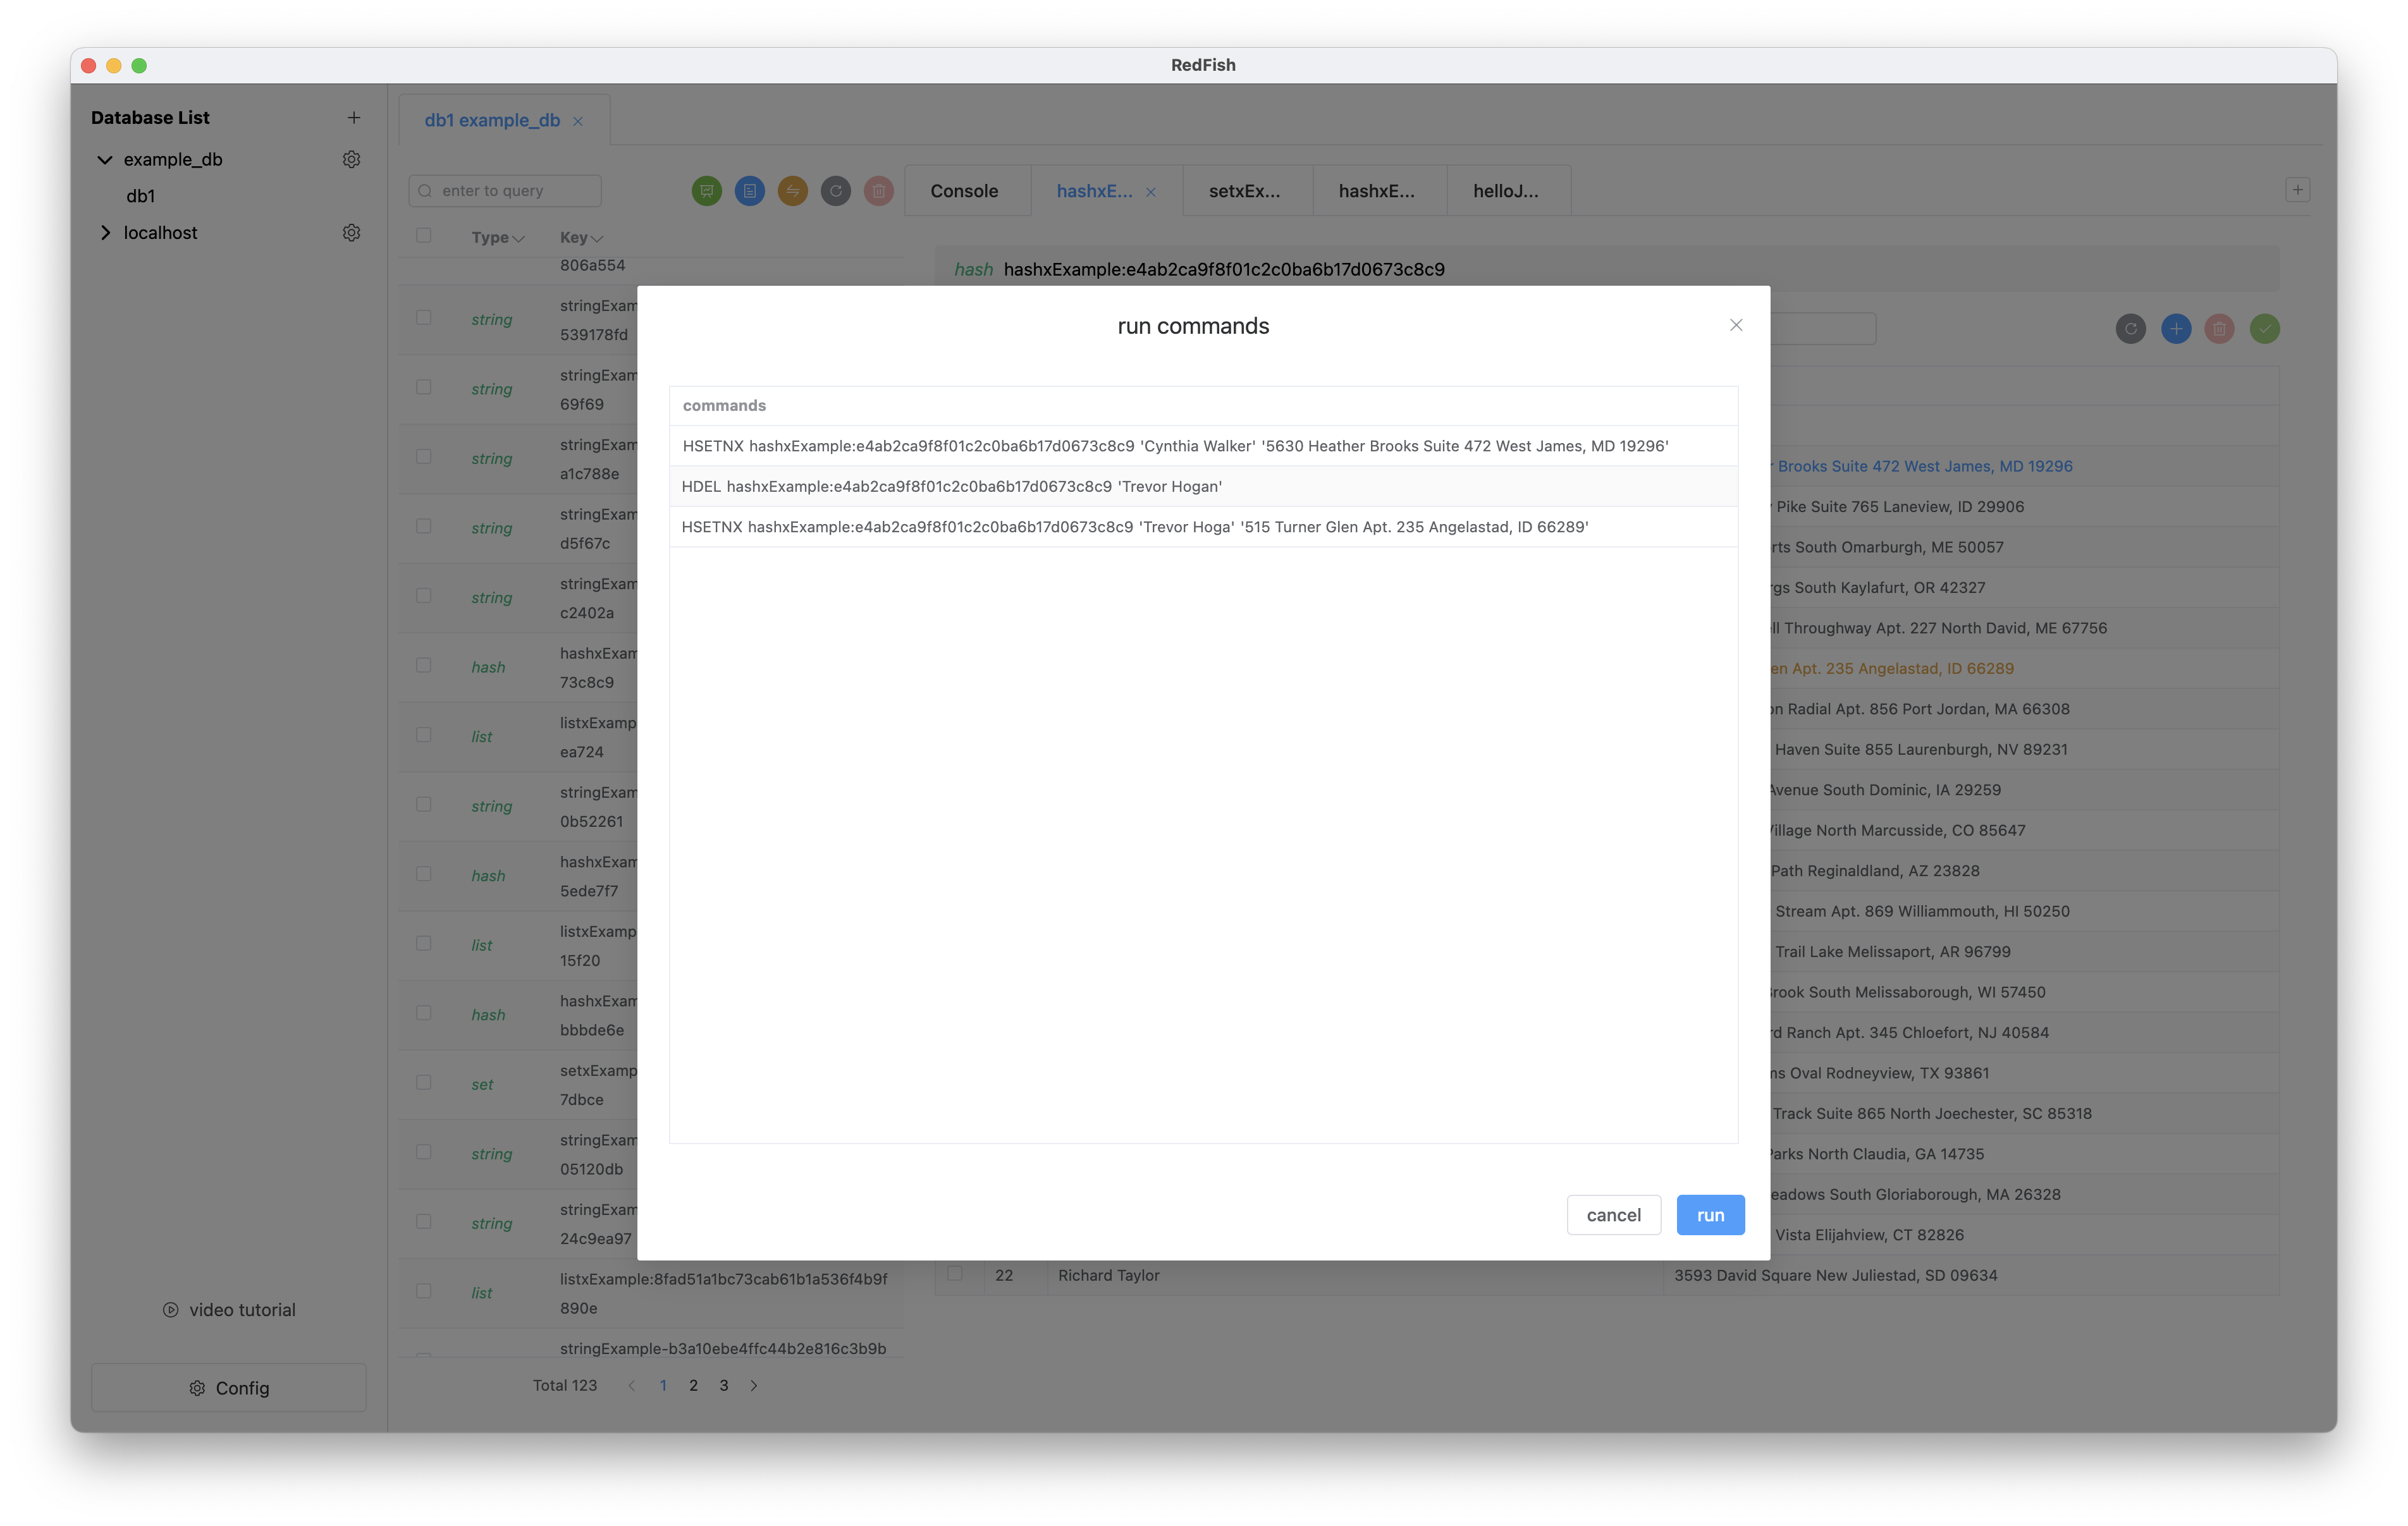 RedFish
Database List
example_db
db1
localhost
video tutorial
Config
db1 example_db
enter to query
Type Key
806a554
string stringExam
539178fd
string stringExam
69f69
string stringExam
a1c788e
string stringExam
d5f67c
string stringExam
c2402a
hash hashxExam
73c8c9
list listxExamp
ea724
string stringExam
0b52261
hash hashxExam
5ede7f7
list listxExamp
15f20
hash hashxExam
bbbde6e
set setxExamp
7dbce
string stringExam
05120db
string stringExam
24c9ea97
list listxExample:8fad51a1bc73cab61b1a536f4b9f
890e
stringExample-b3a10ebe4ffc44b2e816c3b9b
Total 123 1 2 3
Console hashxE... setxEx... hashxE... helloJ...
hash hashxExample:e4ab2ca9f8f01c2c0ba6b17d0673c8c9
run commands
commands
HSETNX hashxExample:e4ab2ca9f8f01c2c0ba6b17d0673c8c9 'Cynthia Walker' '5630 Heather Brooks Suite 472 West James, MD 19296'
HDEL hashxExample:e4ab2ca9f8f01c2c0ba6b17d0673c8c9 'Trevor Hogan'
HSETNX hashxExample:e4ab2ca9f8f01c2c0ba6b17d0673c8c9 'Trevor Hoga' '515 Turner Glen Apt. 235 Angelastad, ID 66289'
cancel run
Brooks Suite 472 West James, MD 19296
Pike Suite 765 Laneview, ID 29906
rts South Omarburgh, ME 50057
rgs South Kaylafurt, OR 42327
ll Throughway Apt. 227 North David, ME 67756
en Apt. 235 Angelastad, ID 66289
on Radial Apt. 856 Port Jordan, MA 66308
Haven Suite 855 Laurenburgh, NV 89231
Avenue South Dominic, IA 29259
Village North Marcusside, CO 85647
Path Reginaldland, AZ 23828
Stream Apt. 869 Williammouth, HI 50250
Trail Lake Melissaport, AR 96799
Brook South Melissaborough, WI 57450
rd Ranch Apt. 345 Chloefort, NJ 40584
ms Oval Rodneyview, TX 93861
Track Suite 865 North Joechester, SC 85318
Parks North Claudia, GA 14735
eadows South Gloriaborough, MA 26328
Vista Elijahview, CT 82826
22 Richard Taylor 3593 David Square New Juliestad, SD 09634